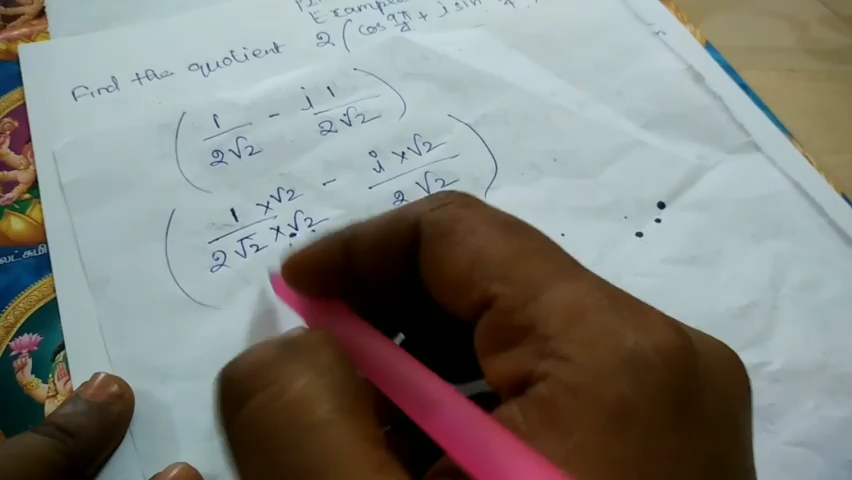 Example
Find the quotient 2 (cos 9π/4 + i sin
( 1/2√2 - i 1/2√2 )
( 1 ×√2/2√2 ×√2 - i ×√2/2√2